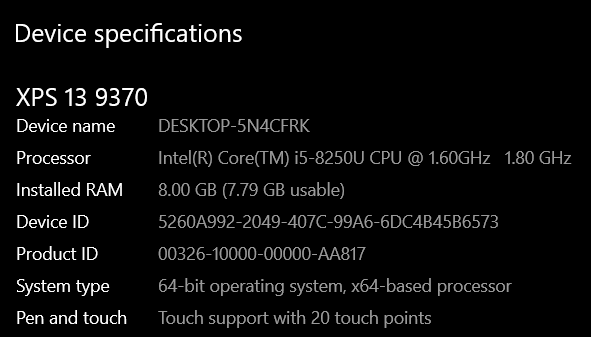 Device specifications
XPS 13 9370
Device name DESKTOP-5N4CFRK
Processor Intel(R) Core(TM) i5-8250U CPU @ 1.60GHz 1.80 GHz
Installed RAM 8.00 GB (7.79 GB usable)
Device ID 5260A992-2049-407C-99A6-6DC4B45B6573
Product ID 00326-10000-00000-AA817
System type 64-bit operating system, x64-based processor
Pen and touch Touch support with 20 touch points